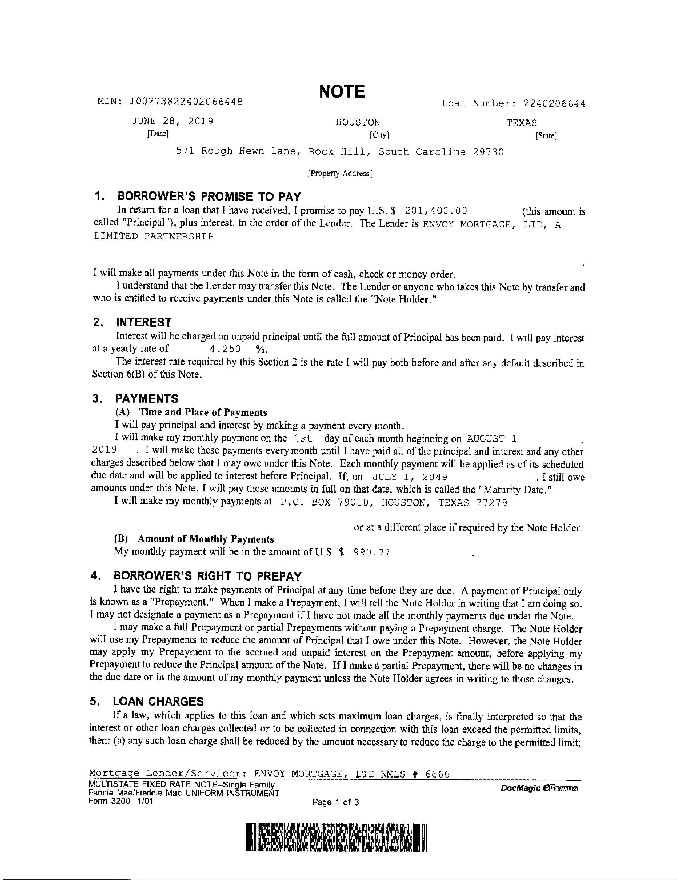 NOTE
MIN: 100273822402066448 Loan Number: 2240206644
JUNE 28, 2019 HOUSTON TEXAS
[Date] [City] [State]
571 Rough Hewn Lane, Rock Hill, South Carolina 29730
[Property Address]
1. BORROWER'S PROMISE TO PAY
In return for a loan that I have received, I promise to pay U.S. $ 201,400.00 (this amount is
called "Principal"), plus interest, to the order of the Lender. The Lender is ENVOY MORTGAGE, LTD, A
LIMITED PARTNERSHIP
.
I will make all payments under this Note in the form of cash, check or money order.
I understand that the Lender may transfer this Note. The Lender or anyone who takes this Note by transfer and
who is entitled to receive payments under this Note is called the "Note Holder."
2. INTEREST
Interest will be charged on unpaid principal until the full amount of Principal has been paid. I will pay interest
at a yearly rate of 4.250 %.
The interest rate required by this Section 2 is the rate I will pay both before and after any default described in
Section 6(B) of this Note.
3. PAYMENTS
(A) Time and Place of Payments
I will pay principal and interest by making a payment every month.
I will make my monthly payment on the 1st day of each month beginning on AUGUST 1 ,
2019 . I will make these payments every month until I have paid all of the principal and interest and any other
charges described below that I may owe under this Note. Each monthly payment will be applied as of its scheduled
due date and will be applied to interest before Principal. If, on JULY 1, 2049 , I still owe
amounts under this Note, I will pay those amounts in full on that date, which is called the "Maturity Date."
I will make my monthly payments at P.O. BOX 79010, HOUSTON, TEXAS 77279
or at a different place if required by the Note Holder.
(B) Amount of Monthly Payments
My monthly payment will be in the amount of U.S. $ 990.77 .
4. BORROWER'S RIGHT TO PREPAY
I have the right to make payments of Principal at any time before they are due. A payment of Principal only
is known as a "Prepayment." When I make a Prepayment, I will tell the Note Holder in writing that I am doing so.
I may not designate a payment as a Prepayment if I have not made all the monthly payments due under the Note.
I may make a full Prepayment or partial Prepayments without paying a Prepayment charge. The Note Holder
will use my Prepayments to reduce the amount of Principal that I owe under this Note. However, the Note Holder
may apply my Prepayment to the accrued and unpaid interest on the Prepayment amount, before applying my
Prepayment to reduce the Principal amount of the Note. If I make a partial Prepayment, there will be no changes in
the due date or in the amount of my monthly payment unless the Note Holder agrees in writing to those changes.
5. LOAN CHARGES
If a law, which applies to this loan and which sets maximum loan charges, is finally interpreted so that the
interest or other loan charges collected or to be collected in connection with this loan exceed the permitted limits,
then: (a) any such loan charge shall be reduced by the amount necessary to reduce the charge to the permitted limit;
Mortgage Lender/Servicer: ENVOY MORTGAGE, LTD NMLS # 6666
MULTISTATE FIXED RATE NOTE--Single Family
Fannie Mae/Freddie Mac UNIFORM INSTRUMENT
Form 3200 1/01 Page 1 of 3
DocMagic